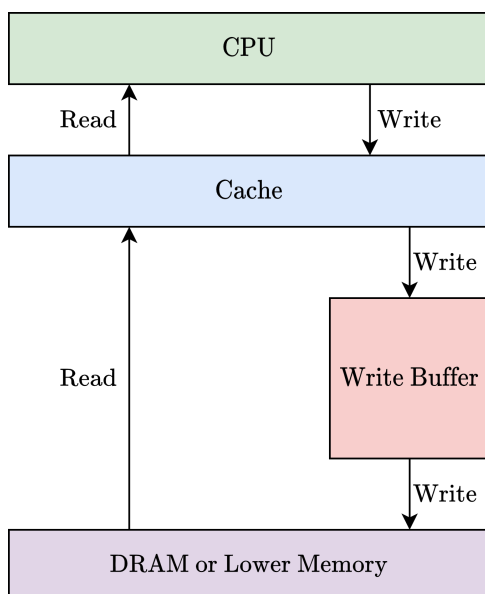 CPU
Read
Write
Cache
Write
Write Buffer
Read
Write
DRAM or Lower Memory